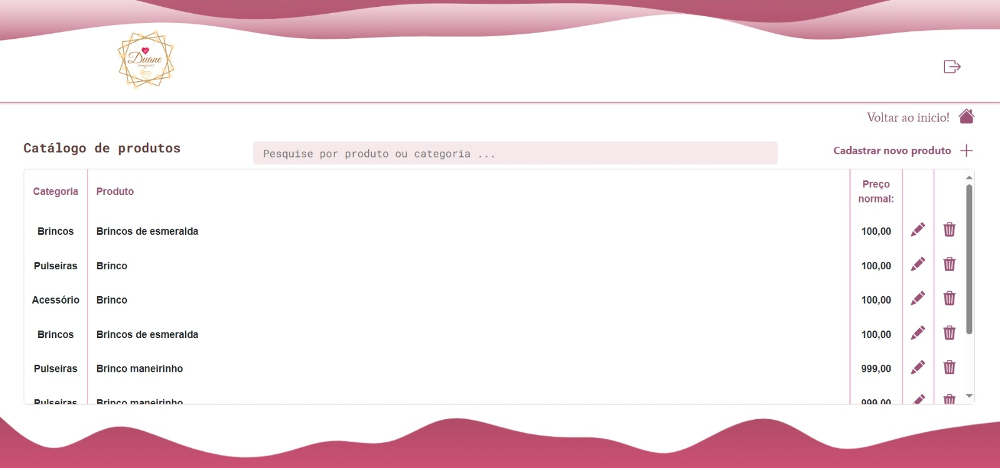 Duane
Voltar ao inicio!
Catálogo de produtos
Pesquise por produto ou categoria ...
Cadastrar novo produto
Categoria Produto Preço normal:
Brincos Brincos de esmeralda 100,00
Pulseiras Brinco 100,00
Acessório Brinco 100,00
Brincos Brincos de esmeralda 100,00
Pulseiras Brinco maneirinho 999,00
Pulseiras Brinco maneirinho 999,00